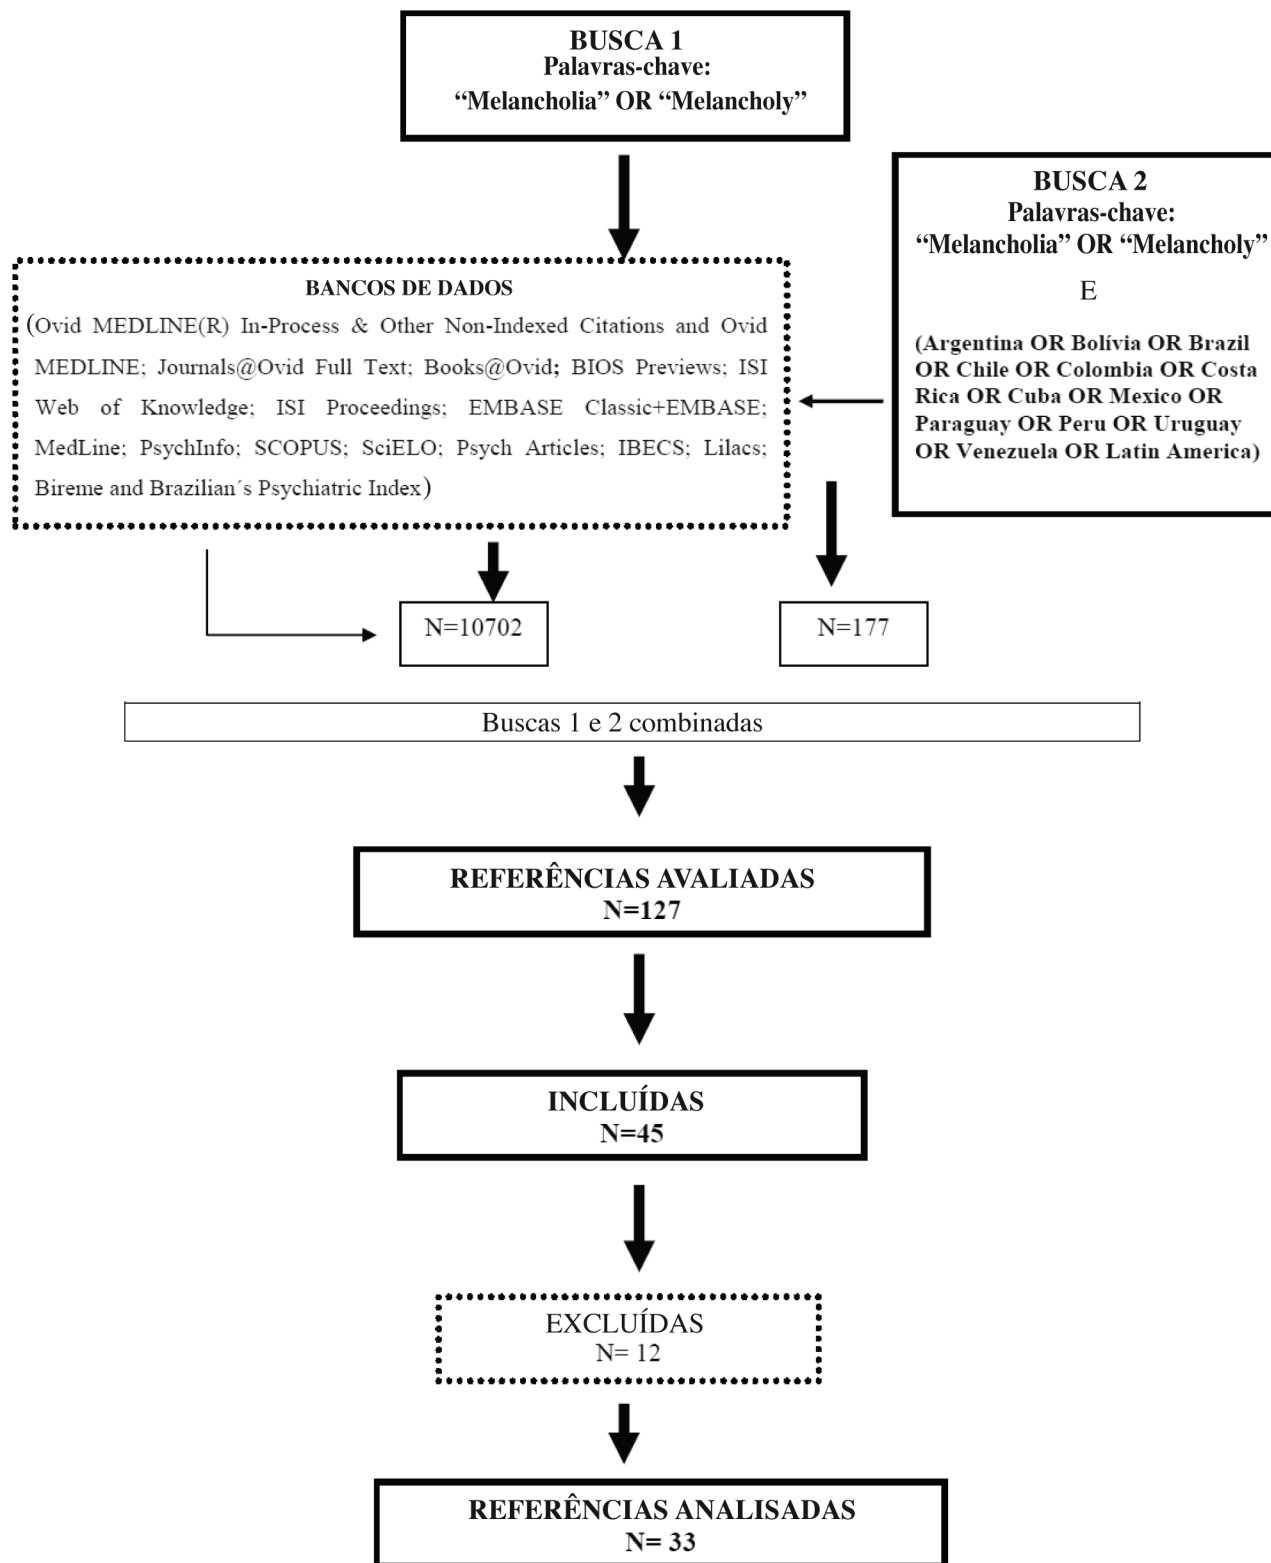 BUSCA 1
Palavras-chave:
“Melancholia” OR “Melancholy”
BUSCA 2
Palavras-chave:
“Melancholia” OR “Melancholy”
E
(Argentina OR Bolívia OR Brazil
OR Chile OR Colombia OR Costa
Rica OR Cuba OR Mexico OR
Paraguay OR Peru OR Uruguay
OR Venezuela OR Latin America)
BANCOS DE DADOS
(Ovid MEDLINE(R) In-Process & Other Non-Indexed Citations and Ovid
MEDLINE; Journals@Ovid Full Text; Books@Ovid; BIOS Previews; ISI
Web of Knowledge; ISI Proceedings; EMBASE Classic+EMBASE;
MedLine; PsychInfo; SCOPUS; SciELO; Psych Articles; IBECS; Lilacs;
Bireme and Brazilian´s Psychiatric Index)
N=10702
N=177
Buscas 1 e 2 combinadas
REFERÊNCIAS AVALIADAS
N=127
INCLUÍDAS
N=45
EXCLUÍDAS
N= 12
REFERÊNCIAS ANALISADAS
N= 33